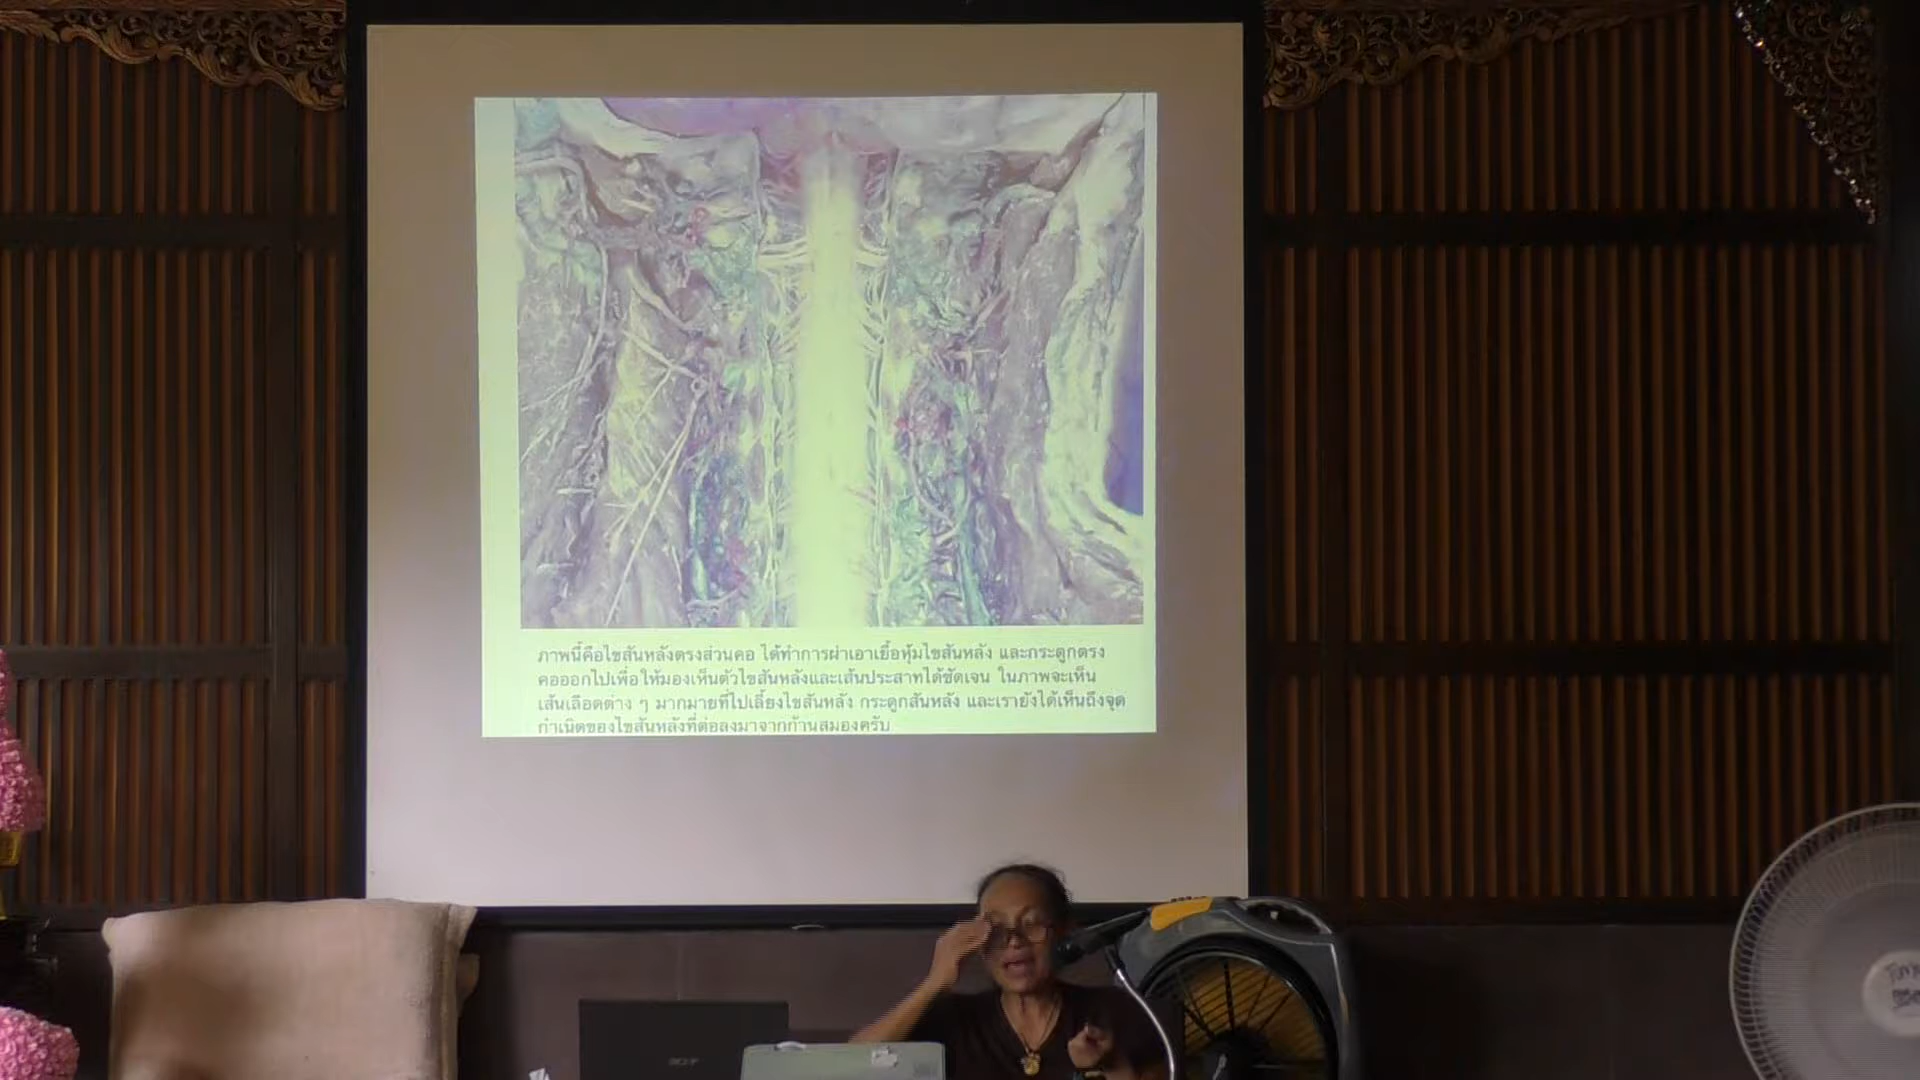 ภาพนี้คือไขสันหลังตรงส่วนคอ ได้ทำการผ่าเอาเยื่อหุ้มไขสันหลัง และกระดูกตรง
คอออกไปเพื่อให้มองเห็นตัวไขสันหลังและเส้นประสาทได้ชัดเจน ในภาพจะเห็น
เส้นเลือดต่าง ๆ มากมายที่ไปเลี้ยงไขสันหลัง กระดูกสันหลัง และเรายังได้เห็นถึงจุด
กำเนิดของไขสันหลังที่ต่อลงมาจากก้านสมองครับ
acer